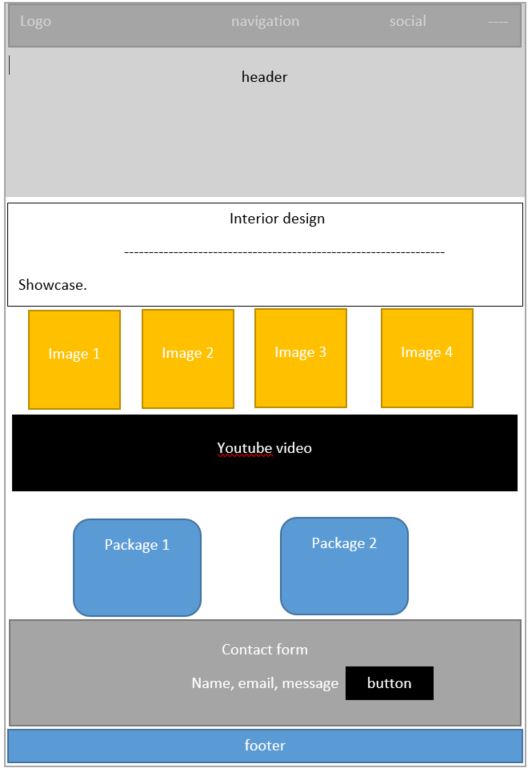 Logo navigation social ----
header
Interior design
------------------------------------------------------------------
Showcase.
Image 1 Image 2 Image 3 Image 4
Youtube video
Package 1 Package 2
Contact form
Name, email, message button
footer